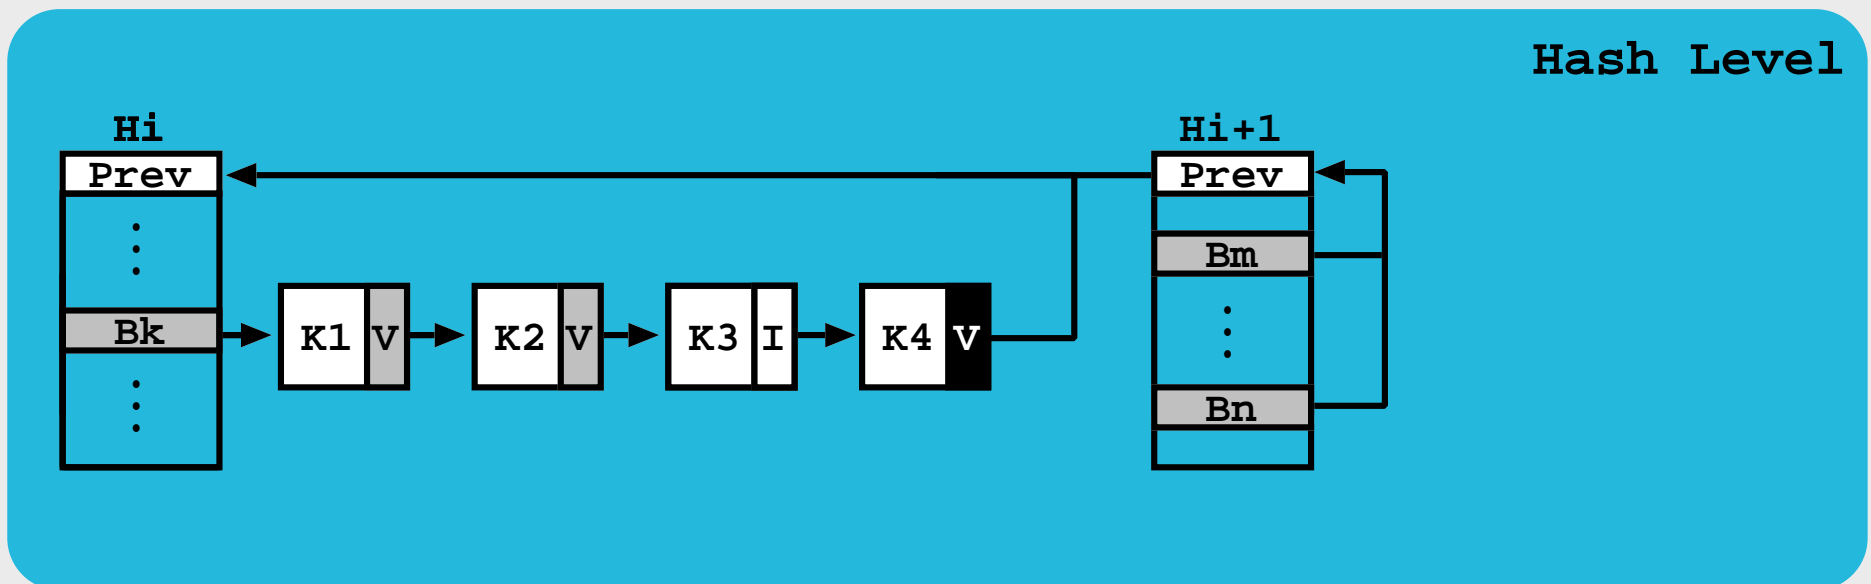 Hash Level
Hi
Hi+1
Prev
Prev
Bm
Bk
K1 V
K2 V
K3 I
K4 V
Bn